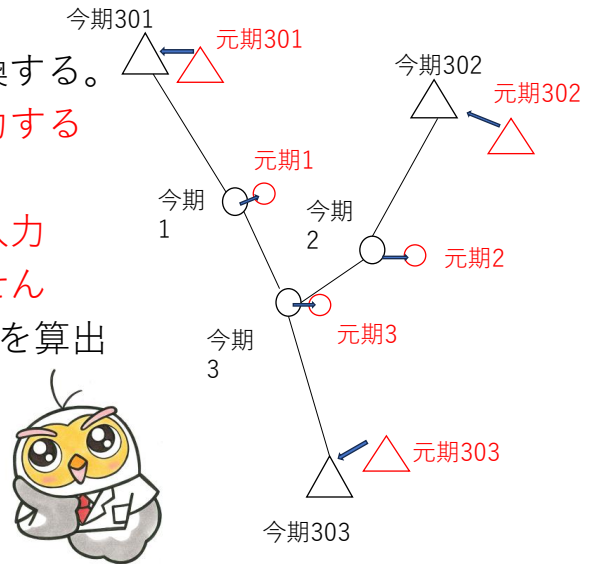 今期301
元期301
する。
今期302
する
元期302
元期1
今期
1
今期
2
入力
元期2
せん
元期3
を算出
今期
3
元期303
今期303